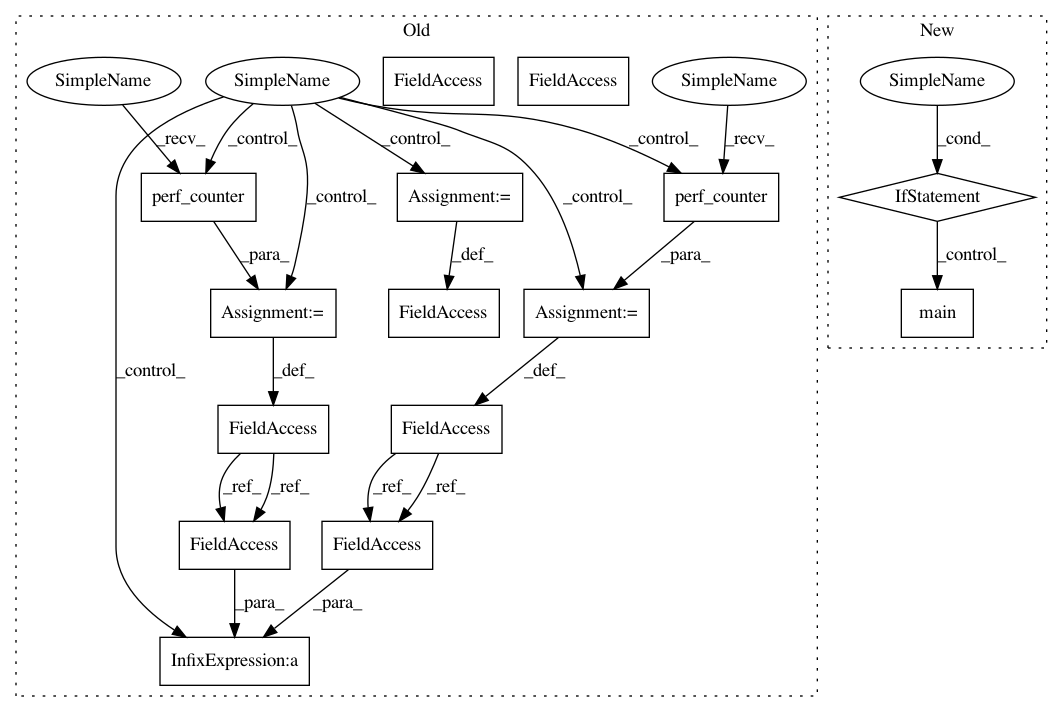 Old
New
SimpleName
SimpleName
FieldAccess
FieldAccess
SimpleName
SimpleName
_recv_
_control_
_control_
_control_
_recv_
_cond_
perf_counter
_control_
Assignment:=
_control_
perf_counter
IfStatement
_para_
_def_
_para_
_control_
Assignment:=
FieldAccess
Assignment:=
main
_control_
_def_
_def_
FieldAccess
FieldAccess
_ref_
_ref_
_ref_
_ref_
FieldAccess
FieldAccess
_para_
_para_
InfixExpression:a